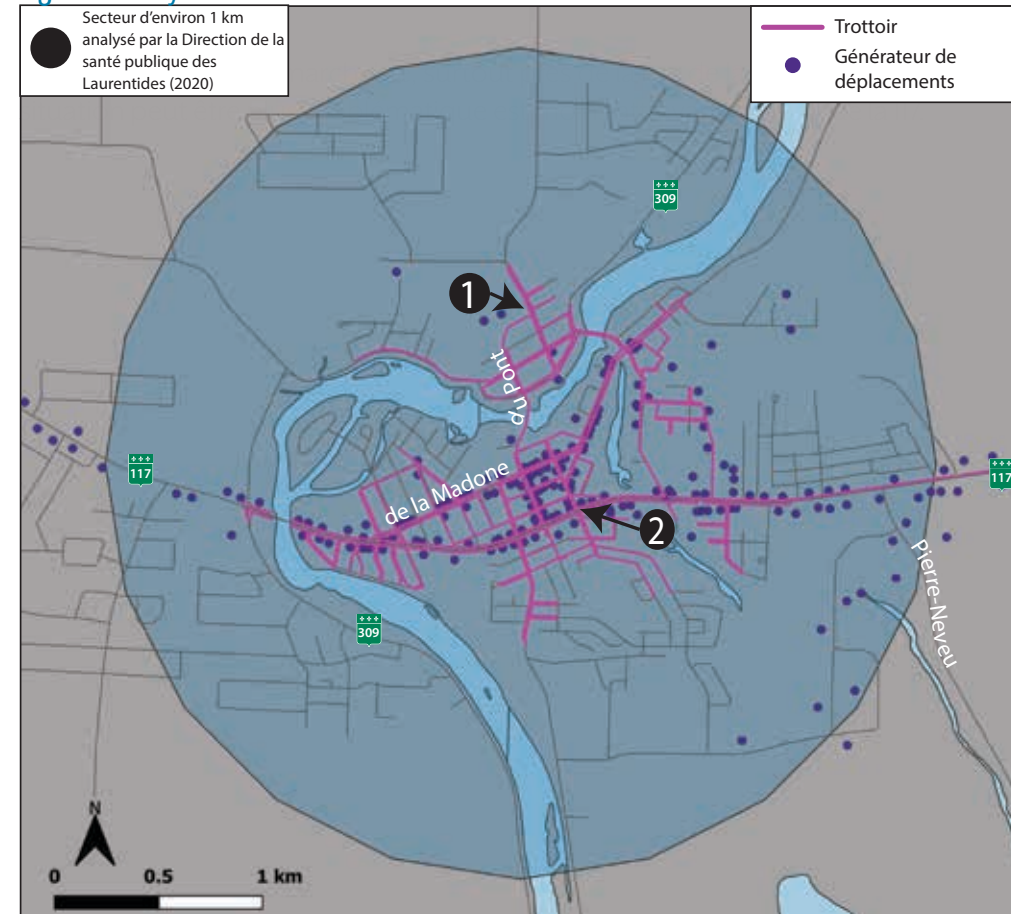 Secteur d'environ 1 km
analysé par la Direction de la
santé publique des
Laurentides (2020)
Trottoir
Générateur de
déplacements
309
1
du Pont
117
117
de la Madone
2
Pierre-Neveu
309
N
0 0.5 1 km